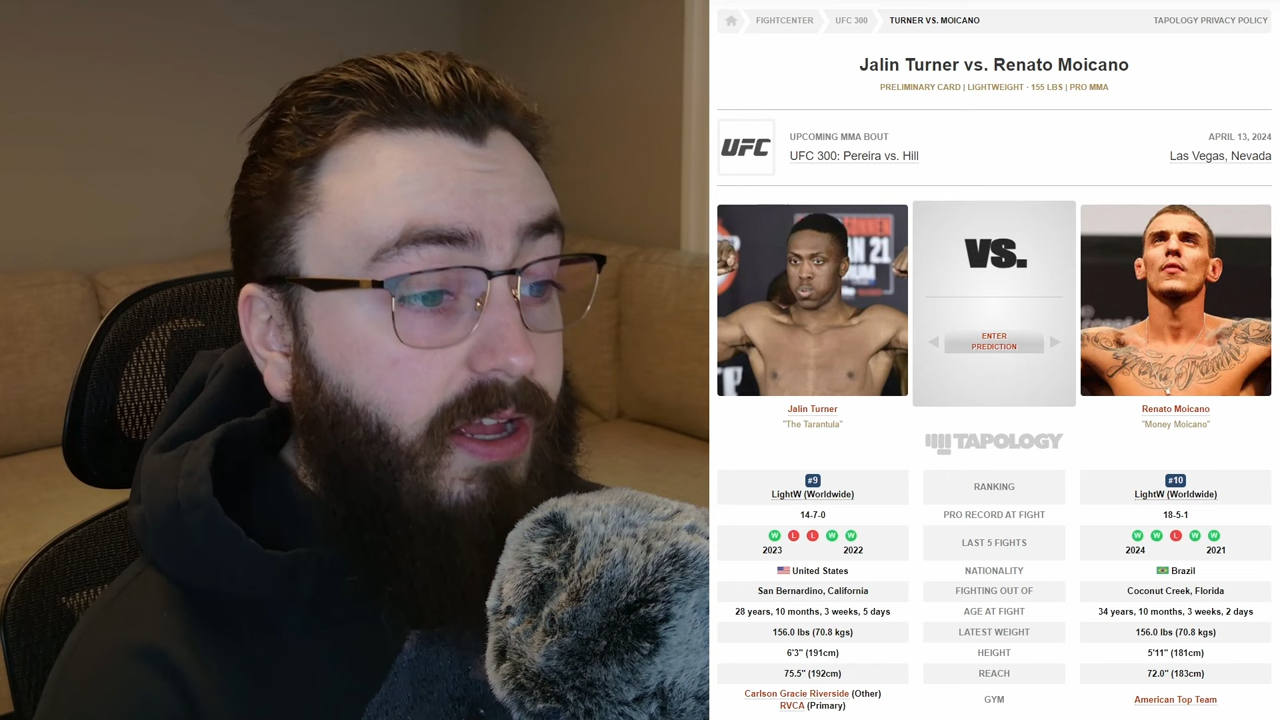 FIGHTCENTER
UFC 300
TURNER VS. MOICANO
TAPOLOGY PRIVACY POLICY
Jalin Turner vs. Renato Moicano
PRELIMINARY CARD | LIGHTWEIGHT · 155 LBS | PRO MMA
UFC
UPCOMING MMA BOUT
APRIL 13, 2024
UFC 300: Pereira vs. Hill
Las Vegas, Nevada
AN 21
VS.
ENTER
PREDICTION
Jalin Turner
Renato Moicano
"The Tarantula"
"Money Moicano"
TAPOLOGY
#9
RANKING
#10
LightW (Worldwide)
LightW (Worldwide)
14-7-0
PRO RECORD AT FIGHT
18-5-1
W L L W W
LAST 5 FIGHTS
W W L W W
2023
2022
2024
2021
United States
NATIONALITY
Brazil
San Bernardino, California
FIGHTING OUT OF
Coconut Creek, Florida
28 years, 10 months, 3 weeks, 5 days
AGE AT FIGHT
34 years, 10 months, 3 weeks, 2 days
156.0 lbs (70.8 kgs)
LATEST WEIGHT
156.0 lbs (70.8 kgs)
6'3" (191cm)
HEIGHT
5'11" (181cm)
75.5" (192cm)
REACH
72.0" (183cm)
Carlson Gracie Riverside (Other)
RVCA (Primary)
GYM
American Top Team